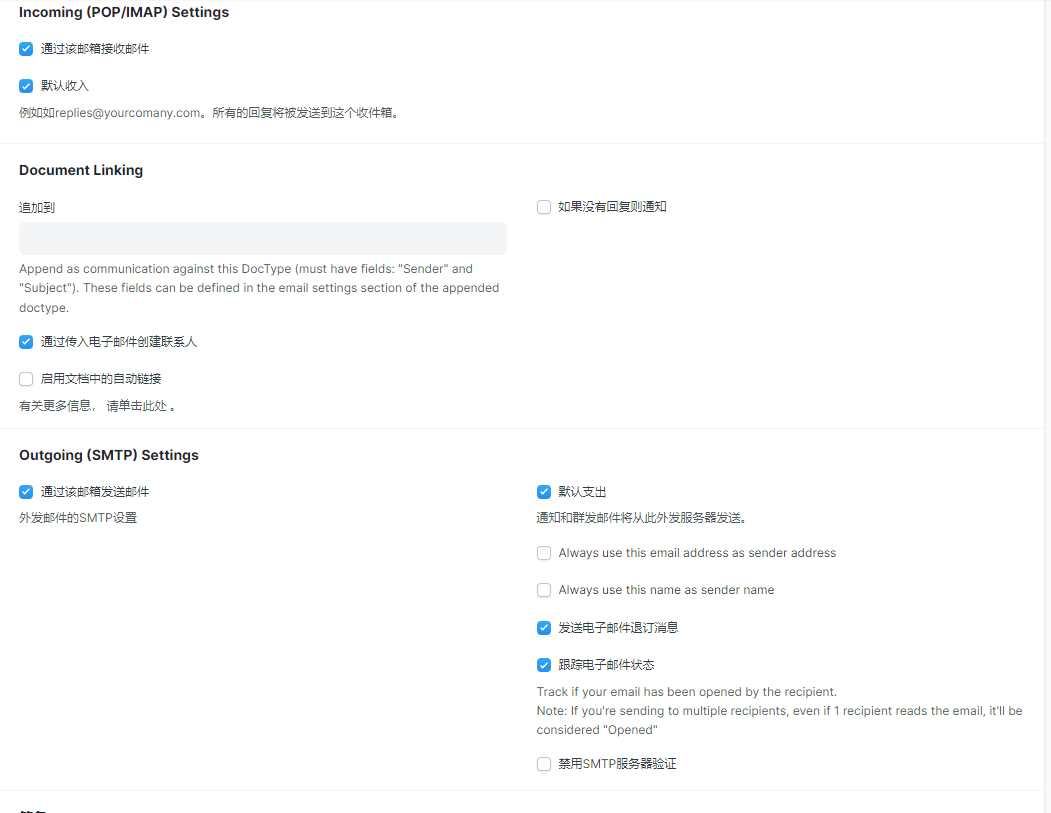 Incoming (POP/IMAP) Settings
通过该邮箱接收邮件
默认收入
例如如replies@yourcomany.com。所有的回复将被发送到这个收件箱。
Document Linking
追加到
Append as communication against this DocType (must have fields: "Sender" and
"Subject"). These fields can be defined in the email settings section of the appended
doctype.
通过传入电子邮件创建联系人
启用文档中的自动链接
有关更多信息， 请单击此处 。
如果没有回复则通知
Outgoing (SMTP) Settings
通过该邮箱发送邮件
外发邮件的SMTP设置
默认支出
通知和群发邮件将从此外发服务器发送。
Always use this email address as sender address
Always use this name as sender name
发送电子邮件退订消息
跟踪电子邮件状态
Track if your email has been opened by the recipient.
Note: If you're sending to multiple recipients, even if 1 recipient reads the email, it'll be
considered "Opened"
禁用SMTP服务器验证